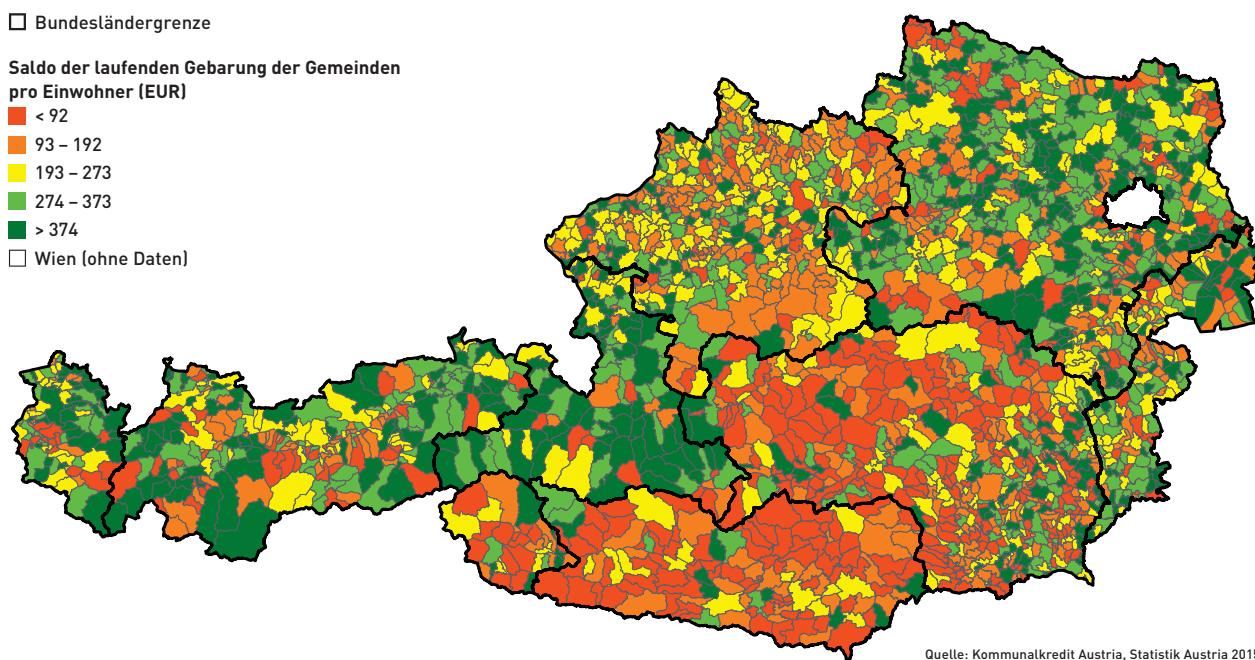 Bundesländergrenze
Saldo der laufenden Gebarung der Gemeinden
pro Einwohner (EUR)
< 92
93 – 192
193 – 273
274 – 373
> 374
Wien (ohne Daten)
Quelle: Kommunalkredit Austria, Statistik Austria 2015